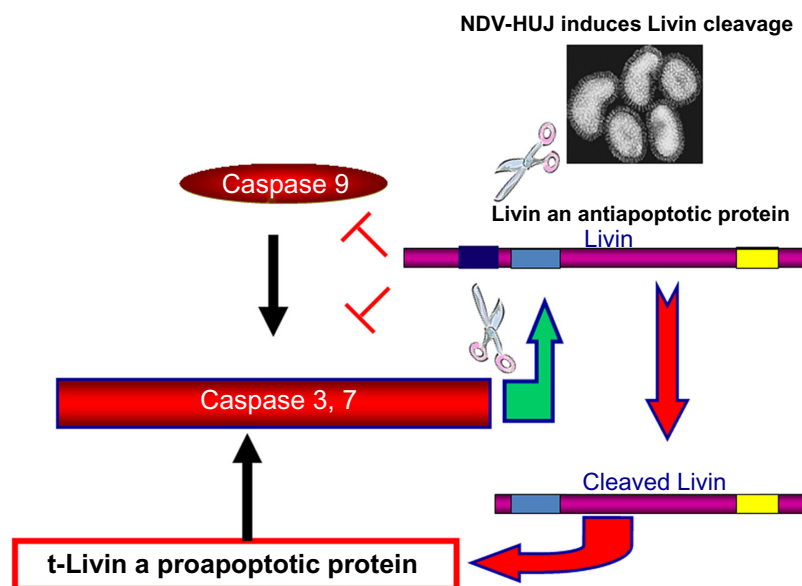 NDV-HUJ induces Livin cleavage
Caspase 9
Livin an antiapoptotic protein
Livin
Caspase 3, 7
Cleaved Livin
t-Livin a proapoptotic protein